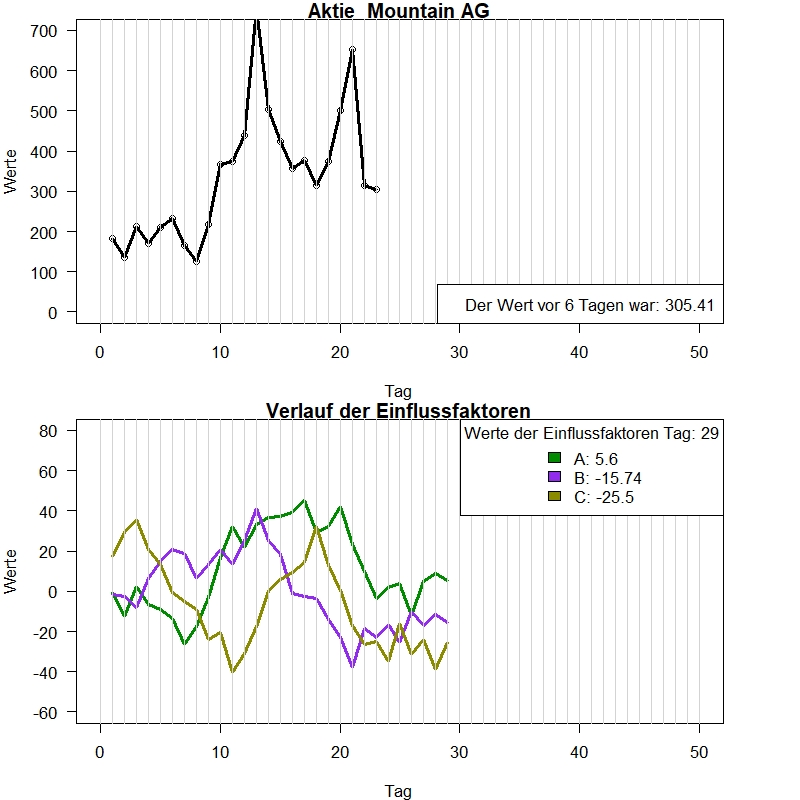 Aktie  Mountain AG
Werte
700
600
500
400
300
200
100
0
Der Wert vor 6 Tagen war: 305.41
0 10 20 30 40 50
Tag
Verlauf der Einflussfaktoren
Werte
80
60
40
20
0
-20
-40
-60
Werte der Einflussfaktoren Tag: 29
A: 5.6
B: -15.74
C: -25.5
0 10 20 30 40 50
Tag